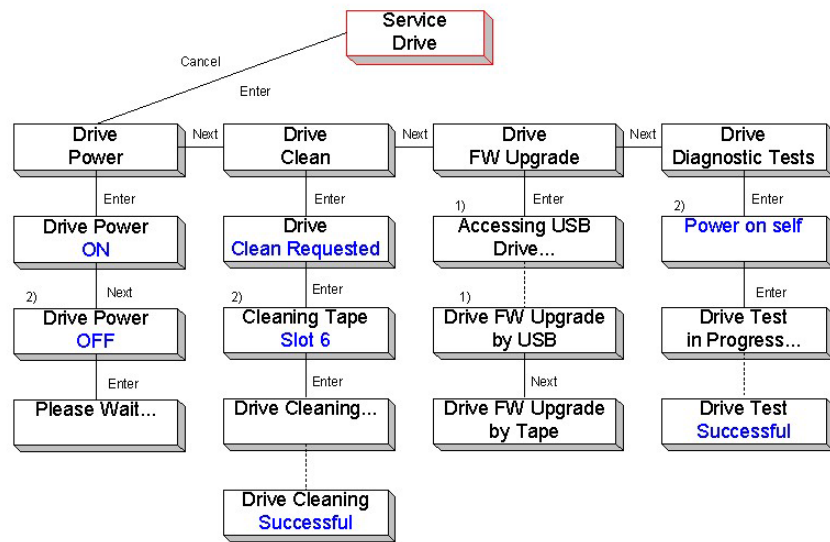 Service
Drive
Cancel
Enter
Drive
Power
Next
Drive
Clean
Next
Drive
FW Upgrade
Next
Drive
Diagnostic Tests
Enter
Enter
Enter
Enter
1)
2)
Drive Power
ON
Drive
Clean Requested
Accessing USB
Drive...
Power on self
Next
Enter
Enter
2)
2)
1)
Drive Power
OFF
Cleaning Tape
Slot 6
Drive FW Upgrade
by USB
Drive Test
in Progress...
Enter
Enter
Next
Please Wait...
Drive Cleaning...
Drive FW Upgrade
by Tape
Drive Test
Successful
Drive Cleaning
Successful